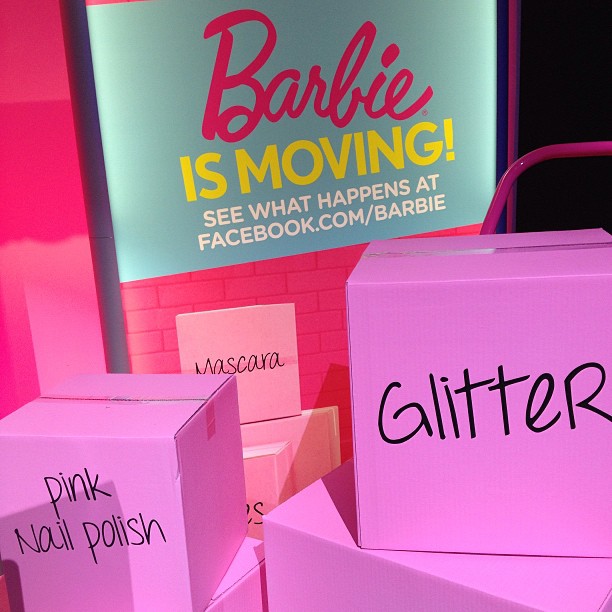 Barbie
IS MOVING!
SEE WHAT HAPPENS AT
FACEBOOK.COM/BARBIE
Mascara
GlitteR
pink
Nail polish